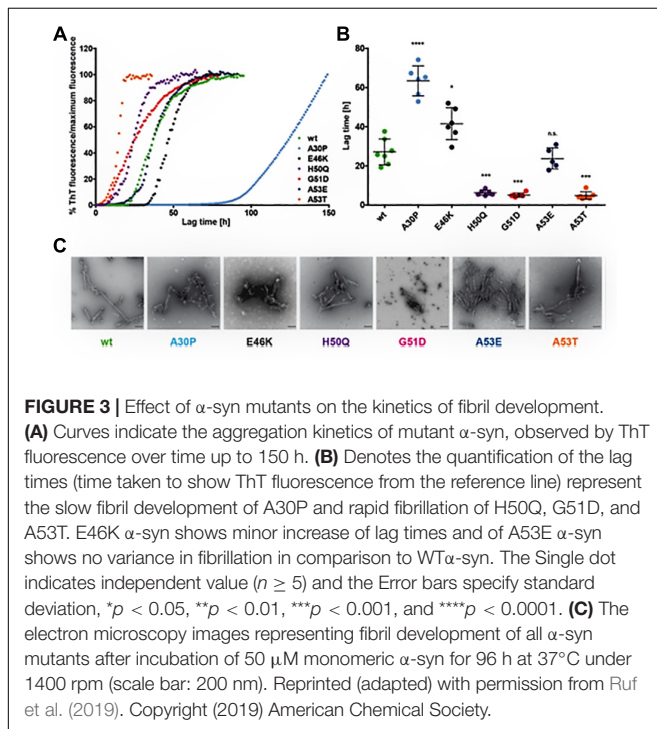 A
B
% ThT fluorescence/maximum fluorescence
120
100
80
60
40
20
0
0
50
100
150
Lag time [h]
wt
A30P
E46K
H50Q
G51D
A53E
A53T
Lag time [h]
80
60
40
20
0
****
*
***
***
n.s.
***
wt
A30P
E46K
H50Q
G51D
A53E
A53T
C
wt
A30P
E46K
H50Q
G51D
A53E
A53T
FIGURE 3 | Effect of α-syn mutants on the kinetics of fibril development.
(A) Curves indicate the aggregation kinetics of mutant α-syn, observed by ThT
fluorescence over time up to 150 h. (B) Denotes the quantification of the lag
times (time taken to show ThT fluorescence from the reference line) represent
the slow fibril development of A30P and rapid fibrillation of H50Q, G51D, and
A53T. E46K α-syn shows minor increase of lag times and of A53E α-syn
shows no variance in fibrillation in comparison to WTα-syn. The Single dot
indicates independent value (n ≥ 5) and the Error bars specify standard
deviation, *p < 0.05, **p < 0.01, ***p < 0.001, and ****p < 0.0001. (C) The
electron microscopy images representing fibril development of all α-syn
mutants after incubation of 50 μM monomeric α-syn for 96 h at 37°C under
1400 rpm (scale bar: 200 nm). Reprinted (adapted) with permission from Ruf
et al. (2019). Copyright (2019) American Chemical Society.